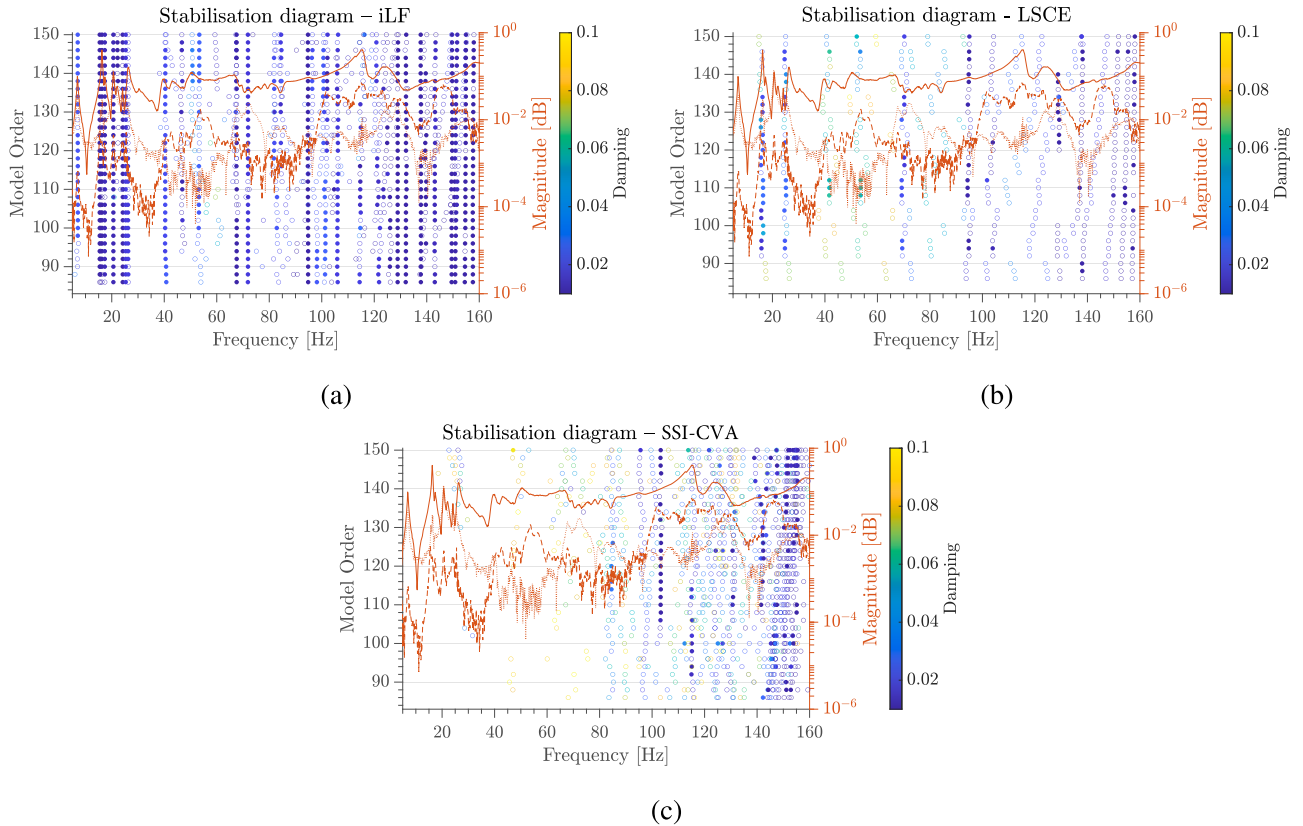 Stabilisation diagram – iLF
150
140
130
120
110
100
90
Model Order
20 40 60 80 100 120 140 160
Frequency [Hz]
10^0
10^-2
10^-4
10^-6
Magnitude [dB]
0.1
0.08
0.06
0.04
0.02
Damping
(a)
Stabilisation diagram - LSCE
150
140
130
120
110
100
90
Model Order
20 40 60 80 100 120 140 160
Frequency [Hz]
10^0
10^-2
10^-4
10^-6
Magnitude [dB]
0.1
0.08
0.06
0.04
0.02
Damping
(b)
Stabilisation diagram – SSI-CVA
150
140
130
120
110
100
90
Model Order
20 40 60 80 100 120 140 160
Frequency [Hz]
10^0
10^-2
10^-4
10^-6
Magnitude [dB]
0.1
0.08
0.06
0.04
0.02
Damping
(c)